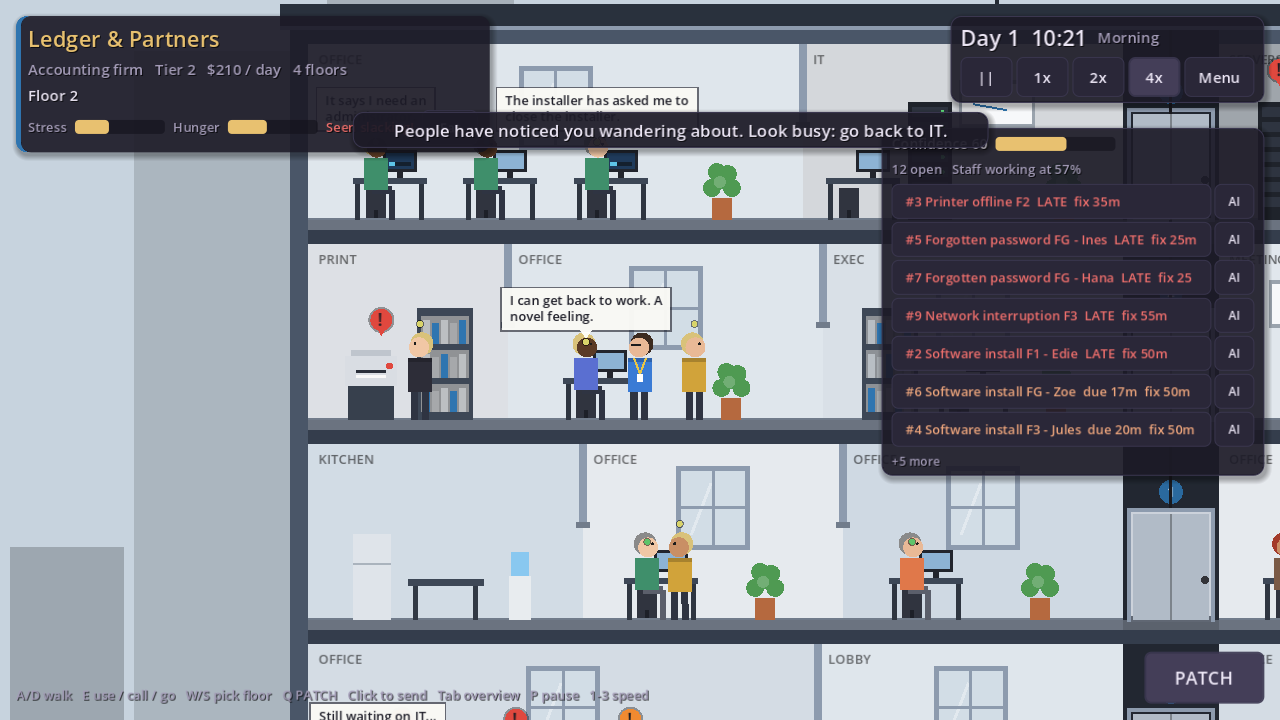 Ledger & Partners
Accounting firm Tier 2 $210 / day 4 floors
Floor 2
Stress Hunger Seen
OFFICE
It says I need an
The installer has asked me to
close the installer.
IT
People have noticed you wandering about. Look busy: go back to IT.
Day 1 10:21 Morning
|| 1x 2x 4x Menu
Confidence 60
12 open Staff working at 57%
#3 Printer offline F2 LATE fix 35m AI
#5 Forgotten password FG - Ines LATE fix 25m AI
#7 Forgotten password FG - Hana LATE fix 25 AI
#9 Network interruption F3 LATE fix 55m AI
#2 Software install F1 - Edie LATE fix 50m AI
#6 Software install FG - Zoe due 17m fix 50m AI
#4 Software install F3 - Jules due 20m fix 50m AI
+5 more
PRINT
OFFICE
EXEC
I can get back to work. A
novel feeling.
KITCHEN
OFFICE
OFFICE
OFFICE
LOBBY
A/D walk E use / call / go W/S pick floor Q PATCH Click to send Tab overview P pause 1-3 speed
Still waiting on IT...
PATCH